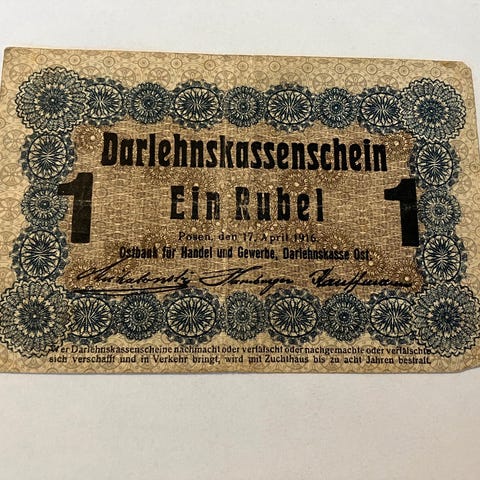 Darlehnskassenschein
1 Ein Rubel 1
Posen, den 17. April 1916.
Ostbank für Handel und Gewerbe, Darlehnskasse Ost.
Kauffmann
Wer Darlehnskassenscheine nachmacht oder verfälscht oder nachgemachte oder verfälschte
sich verschafft und in Verkehr bringt, wird mit Zuchthaus bis zu acht Jahren bestraft.